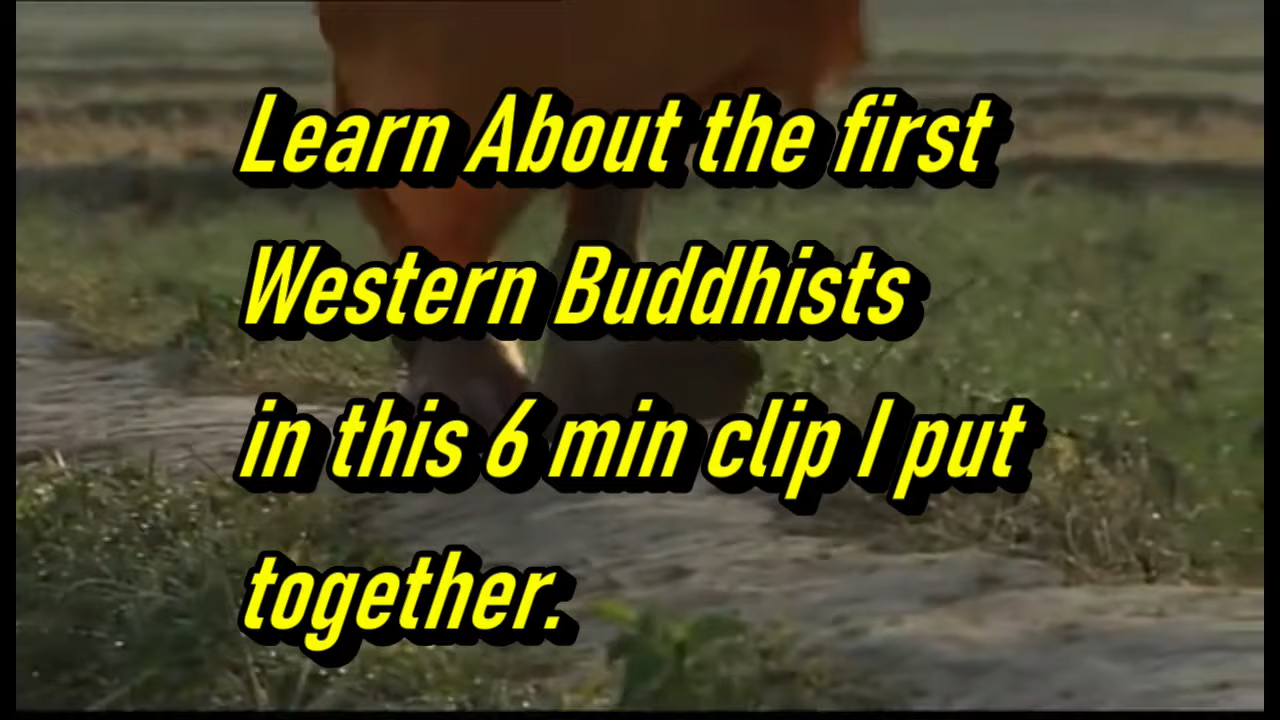 Learn About the first
Western Buddhists
in this 6 min clip I put
together.